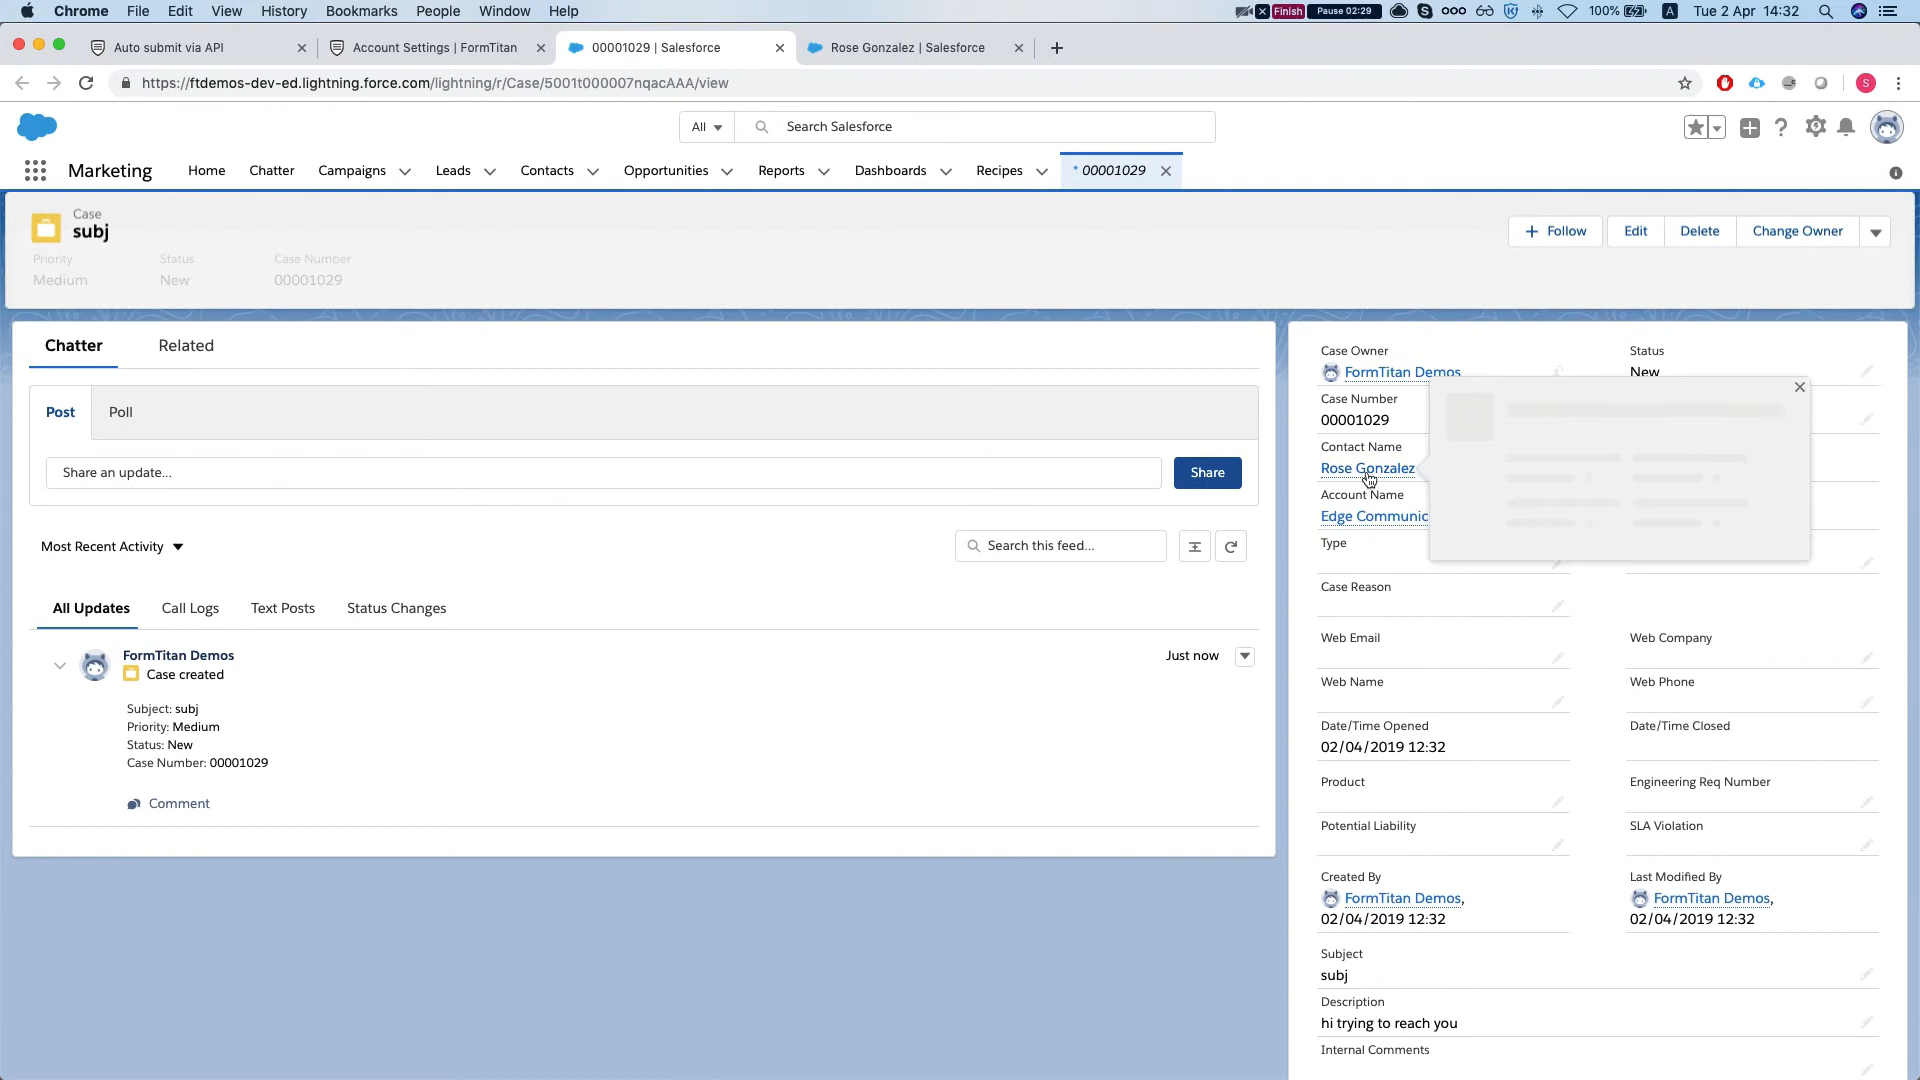 Chrome File Edit View History Bookmarks People Window Help Finish Pause 02:29 100% A Tue 2 Apr 14:32
Auto submit via API Account Settings | FormTitan 00001029 | Salesforce Rose Gonzalez | Salesforce
https://ftdemos-dev-ed.lightning.force.com/lightning/r/Case/5001t000007nqacAAA/view S
All Search Salesforce
Marketing Home Chatter Campaigns Leads Contacts Opportunities Reports Dashboards Recipes * 00001029
Case
subj
Follow Edit Delete Change Owner
Priority Status Case Number
Medium New 00001029
Chatter Related
Post Poll
Share an update... Share
Most Recent Activity Search this feed...
All Updates Call Logs Text Posts Status Changes
FormTitan Demos Just now
Case created
Subject: subj
Priority: Medium
Status: New
Case Number: 00001029
Comment
Case Owner Status
FormTitan Demos New
Case Number
00001029
Contact Name
Rose Gonzalez
Account Name
Edge Communic
Type
Case Reason
Web Email Web Company
Web Name Web Phone
Date/Time Opened Date/Time Closed
02/04/2019 12:32
Product Engineering Req Number
Potential Liability SLA Violation
Created By Last Modified By
FormTitan Demos, FormTitan Demos,
02/04/2019 12:32 02/04/2019 12:32
Subject
subj
Description
hi trying to reach you
Internal Comments